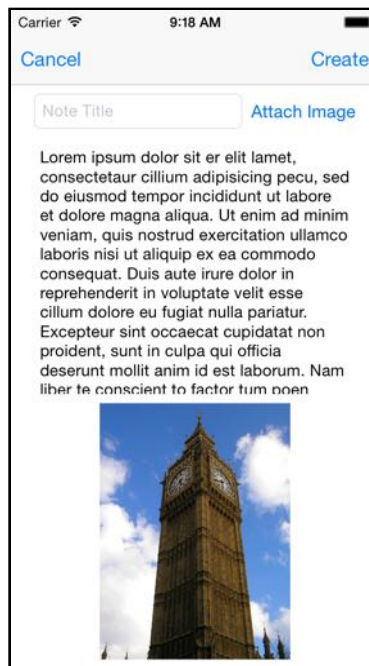 Carrier 9:18 AM
Cancel Create
Note Title Attach Image
Lorem ipsum dolor sit er elit lamet,
consectetaur cillium adipisicing pecu, sed
do eiusmod tempor incididunt ut labore
et dolore magna aliqua. Ut enim ad minim
veniam, quis nostrud exercitation ullamco
laboris nisi ut aliquip ex ea commodo
consequat. Duis aute irure dolor in
reprehenderit in voluptate velit esse
cillum dolore eu fugiat nulla pariatur.
Excepteur sint occaecat cupidatat non
proident, sunt in culpa qui officia
deserunt mollit anim id est laborum. Nam
liber te conscient to factor tum poen